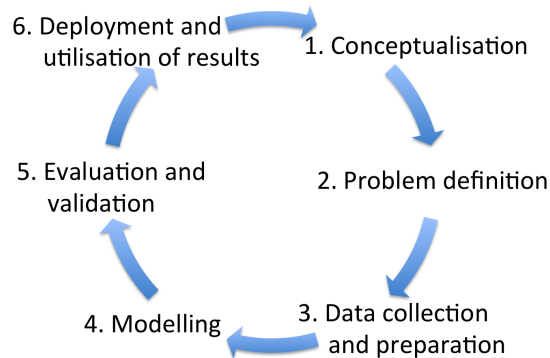 1. Conceptualisation
2. Problem definition
3. Data collection
and preparation
4. Modelling
5. Evaluation and
validation
6. Deployment and
utilisation of results